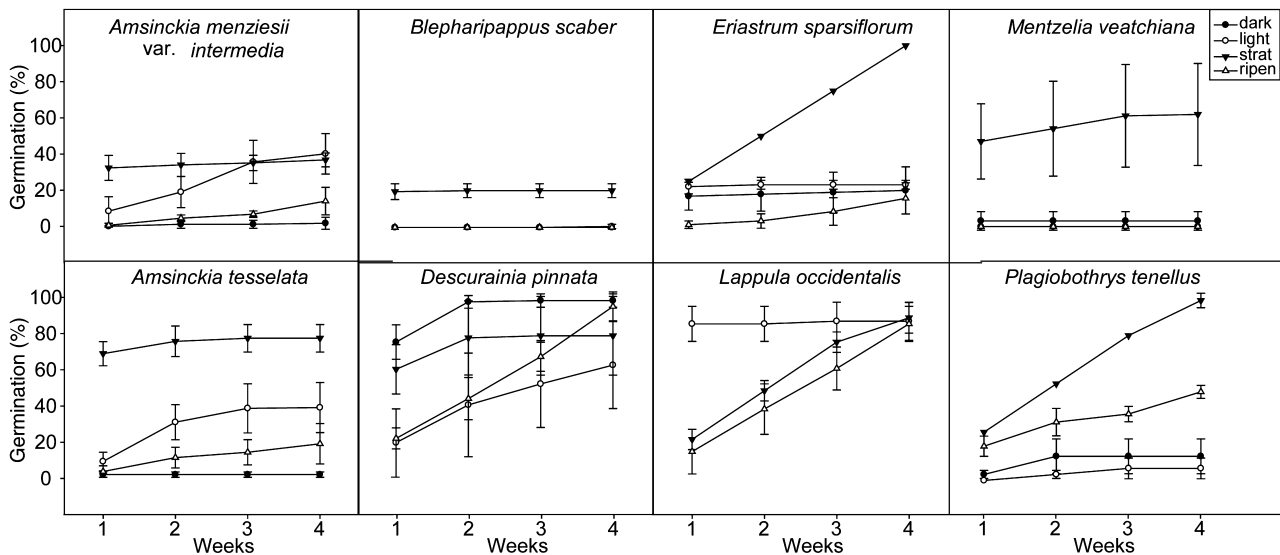 Amsinckia menziesii
var. intermedia
Blepharipappus scaber
Eriastrum sparsiflorum
Mentzelia veatchiana
dark
light
strat
ripen
Germination (%)
100
80
60
40
20
0
Amsinckia tesselata
Descurainia pinnata
Lappula occidentalis
Plagiobothrys tenellus
Germination (%)
100
80
60
40
20
0
1 2 3 4
1 2 3 4
1 2 3 4
1 2 3 4
Weeks
Weeks
Weeks
Weeks